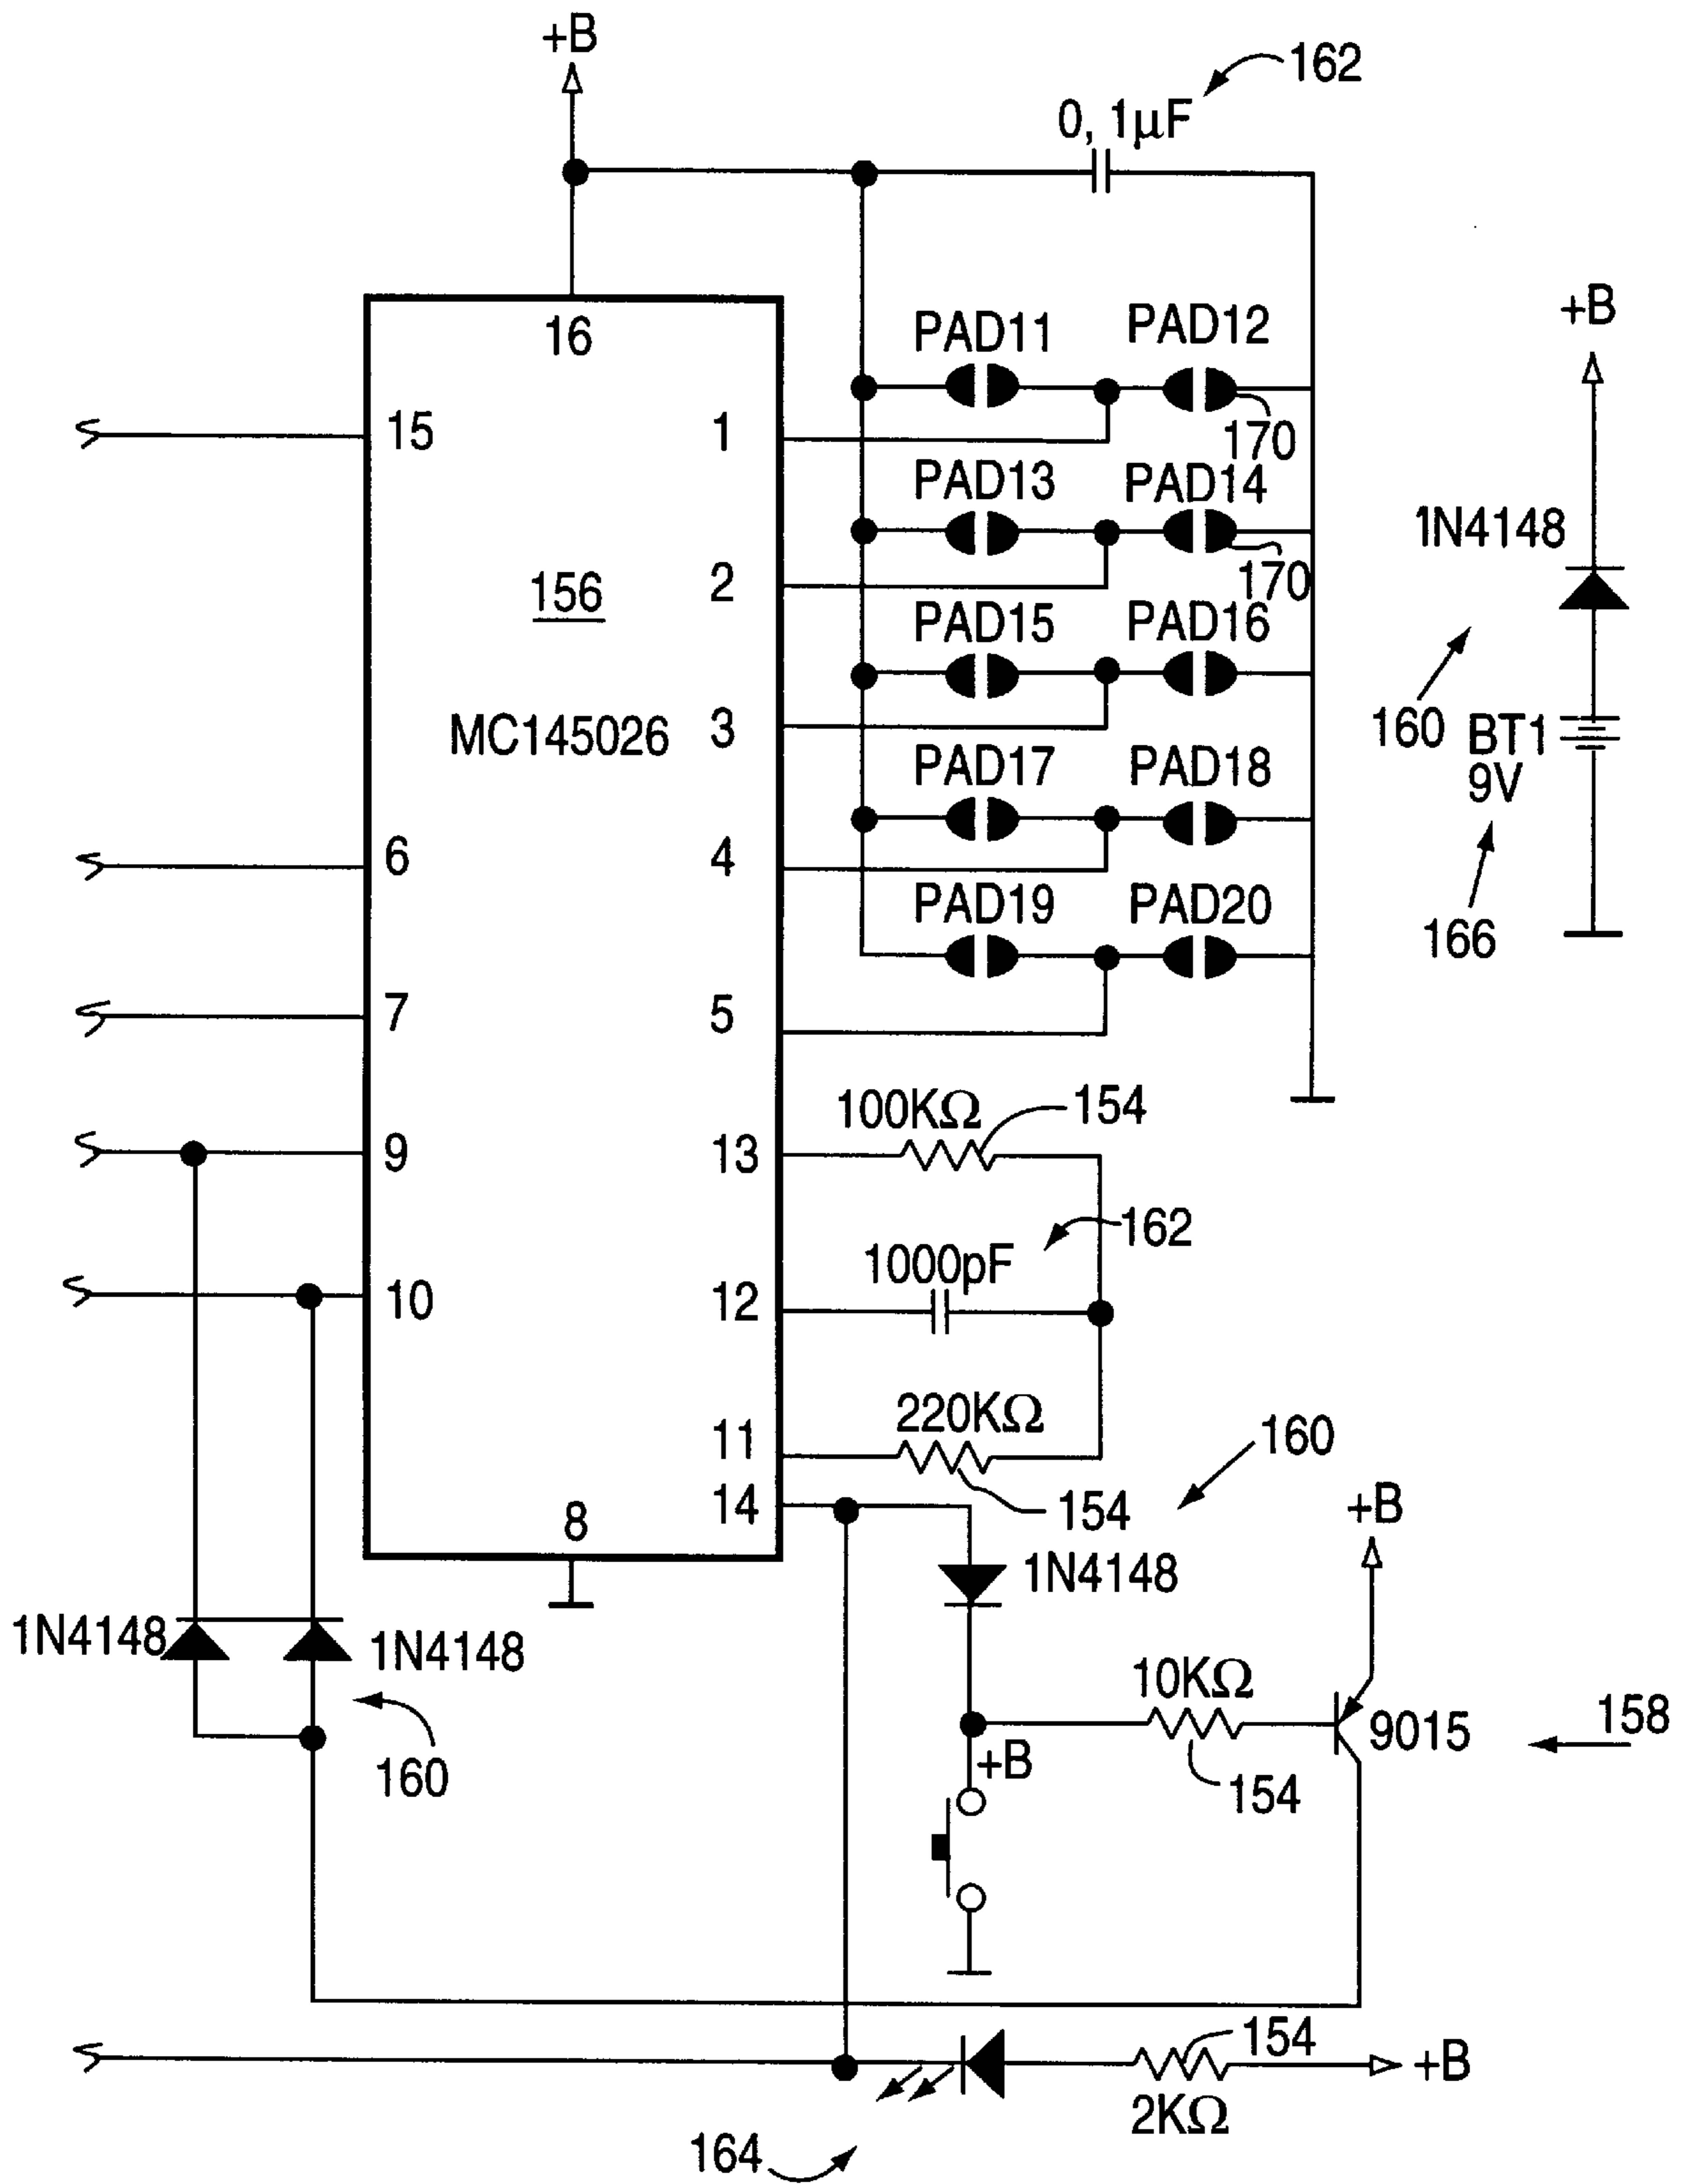 +B
162
0, 1µF
16
PAD11
PAD12
+B
15
1
170
PAD13
PAD14
1N4148
156
2
170
PAD15
PAD16
MC145026
3
160
BT1
9V
PAD17
PAD18
6
4
PAD19
PAD20
166
7
5
100KΩ
154
9
13
162
1000pF
10
12
220KΩ
11
160
14
154
+B
8
1N4148
1N4148
1N4148
10KΩ
158
9015
+B
160
154
154
+B
2KΩ
164